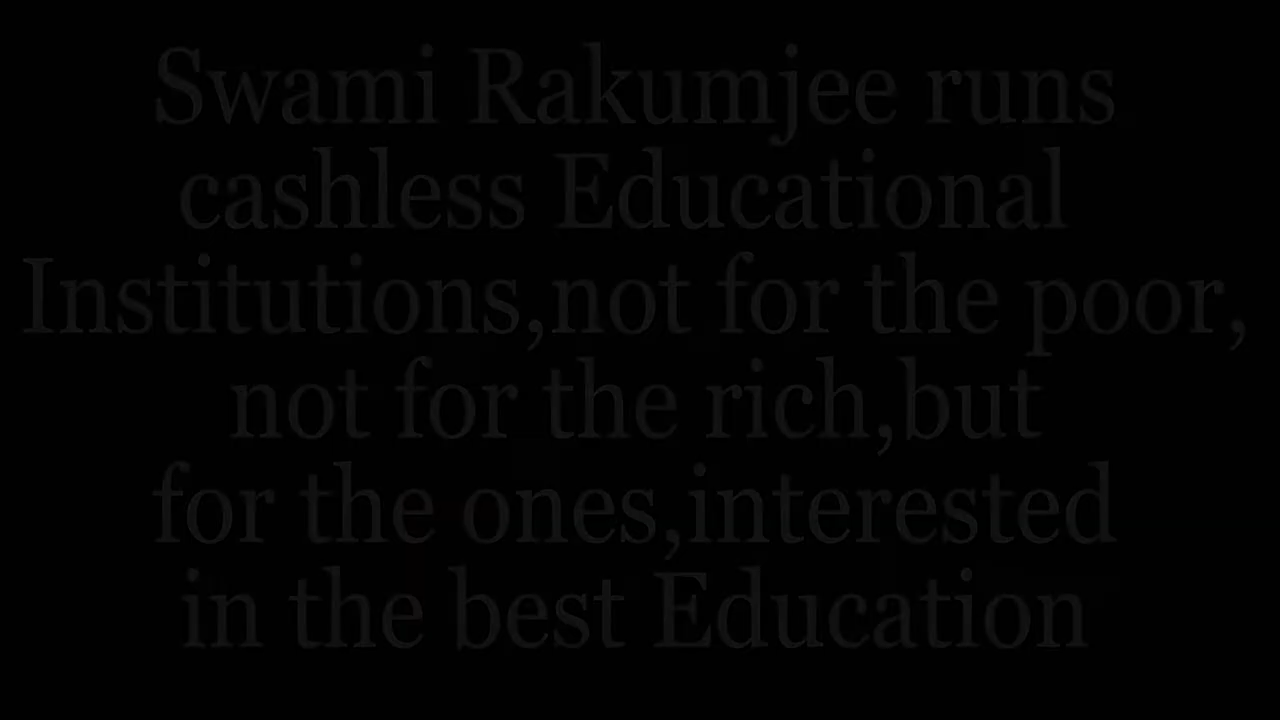 Swami Rakumjee runs
cashless Educational
Institutions,not for the poor,
not for the rich,but
for the ones,interested
in the best Education